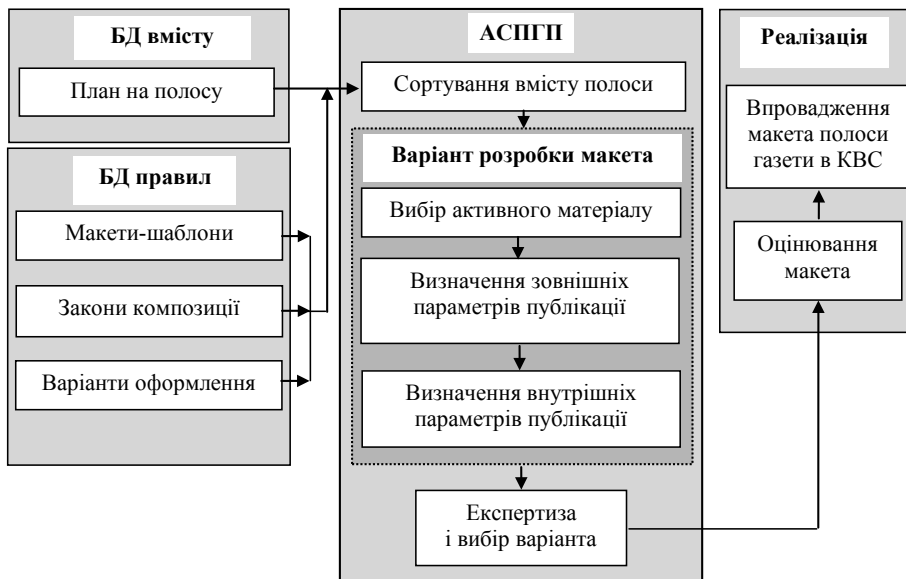 БД вмісту
План на полосу
БД правил
Макети-шаблони
Закони композиції
Варіанти оформлення
АСПГП
Сортування вмісту полоси
Варіант розробки макета
Вибір активного матеріалу
Визначення зовнішніх
параметрів публікації
Визначення внутрішніх
параметрів публікації
Експертиза
і вибір варіанта
Реалізація
Впровадження
макета полоси
газети в КВС
Оцінювання
макета